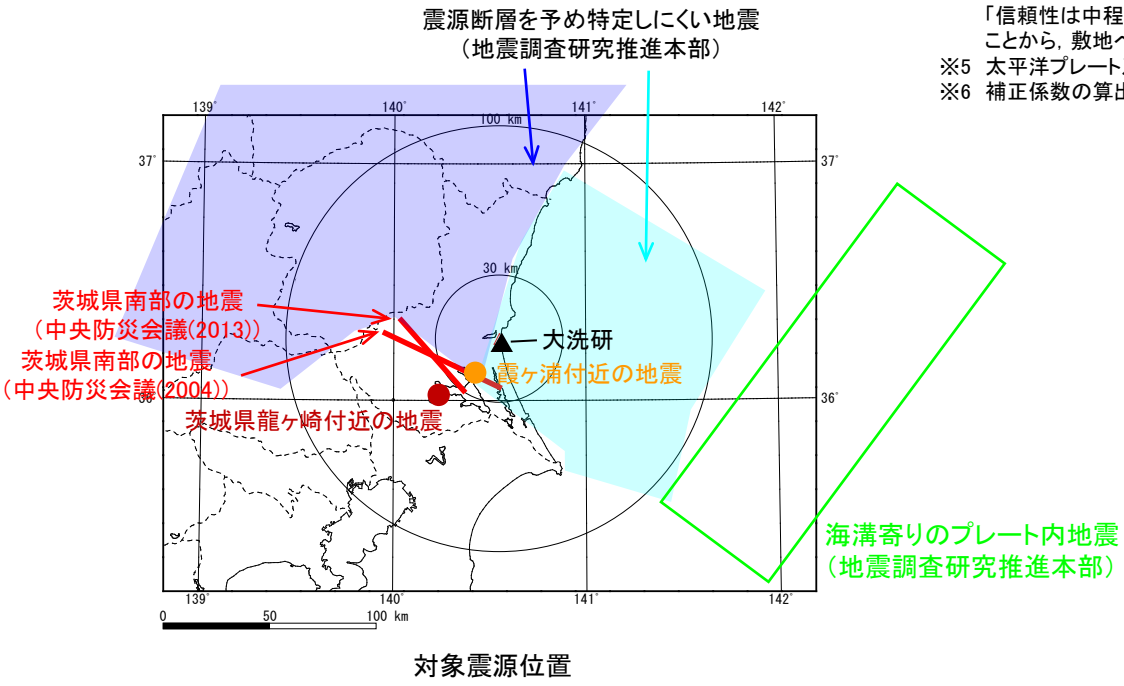 震源断層を予め特定しにくい地震
（地震調査研究推進本部）
「信頼性は中程
ことから，敷地へ
※5 太平洋プレート
※6 補正係数の算出
139°
140°
141°
142°
100 km
37°
37°
30 km
茨城県南部の地震
（中央防災会議(2013)）
大洗研
茨城県南部の地震
（中央防災会議(2004)）
霞ヶ浦付近の地震
36°
36°
茨城県龍ヶ崎付近の地震
海溝寄りのプレート内地震
（地震調査研究推進本部）
139°
140°
141°
142°
0
50
100 km
対象震源位置